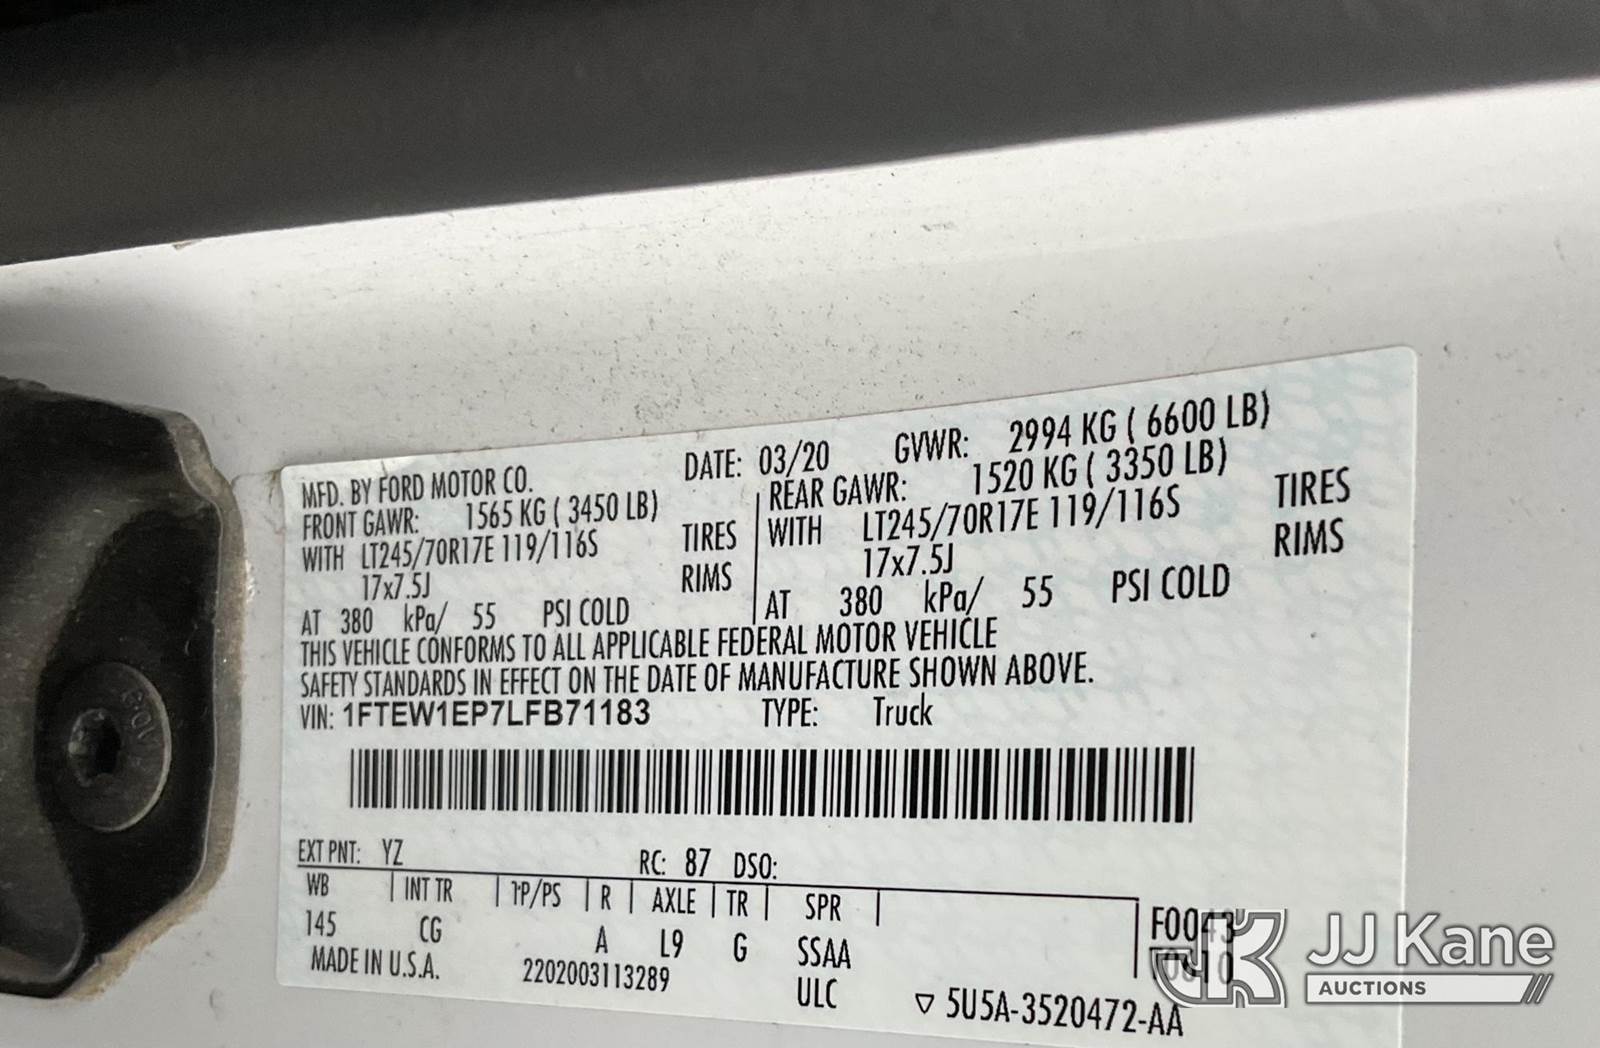 MFD. BY FORD MOTOR CO. DATE: 03/20 GVWR: 2994 KG ( 6600 LB)
FRONT GAWR: 1565 KG ( 3450 LB) REAR GAWR: 1520 KG ( 3350 LB)
WITH LT245/70R17E 119/116S TIRES WITH LT245/70R17E 119/116S TIRES
17x7.5J RIMS 17x7.5J RIMS
AT 380 kPa/ 55 PSI COLD AT 380 kPa/ 55 PSI COLD
THIS VEHICLE CONFORMS TO ALL APPLICABLE FEDERAL MOTOR VEHICLE
SAFETY STANDARDS IN EFFECT ON THE DATE OF MANUFACTURE SHOWN ABOVE.
VIN: 1FTEW1EP7LFB71183 TYPE: Truck
EXT PNT: YZ RC: 87 DSO:
WB INT TR TP/PS R AXLE TR SPR
145 CG A L9 G SSAA
MADE IN U.S.A. 2202003113289 ULC
▽ 5U5A-3520472-AA
JJ Kane
AUCTIONS